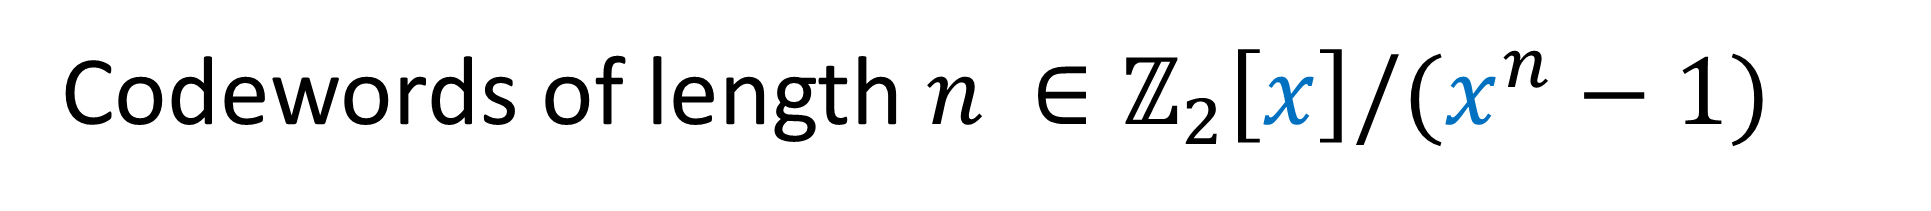 Codewords of length 𝑛 ∈ ℤ₂[𝑥]/(𝑥ⁿ − 1)